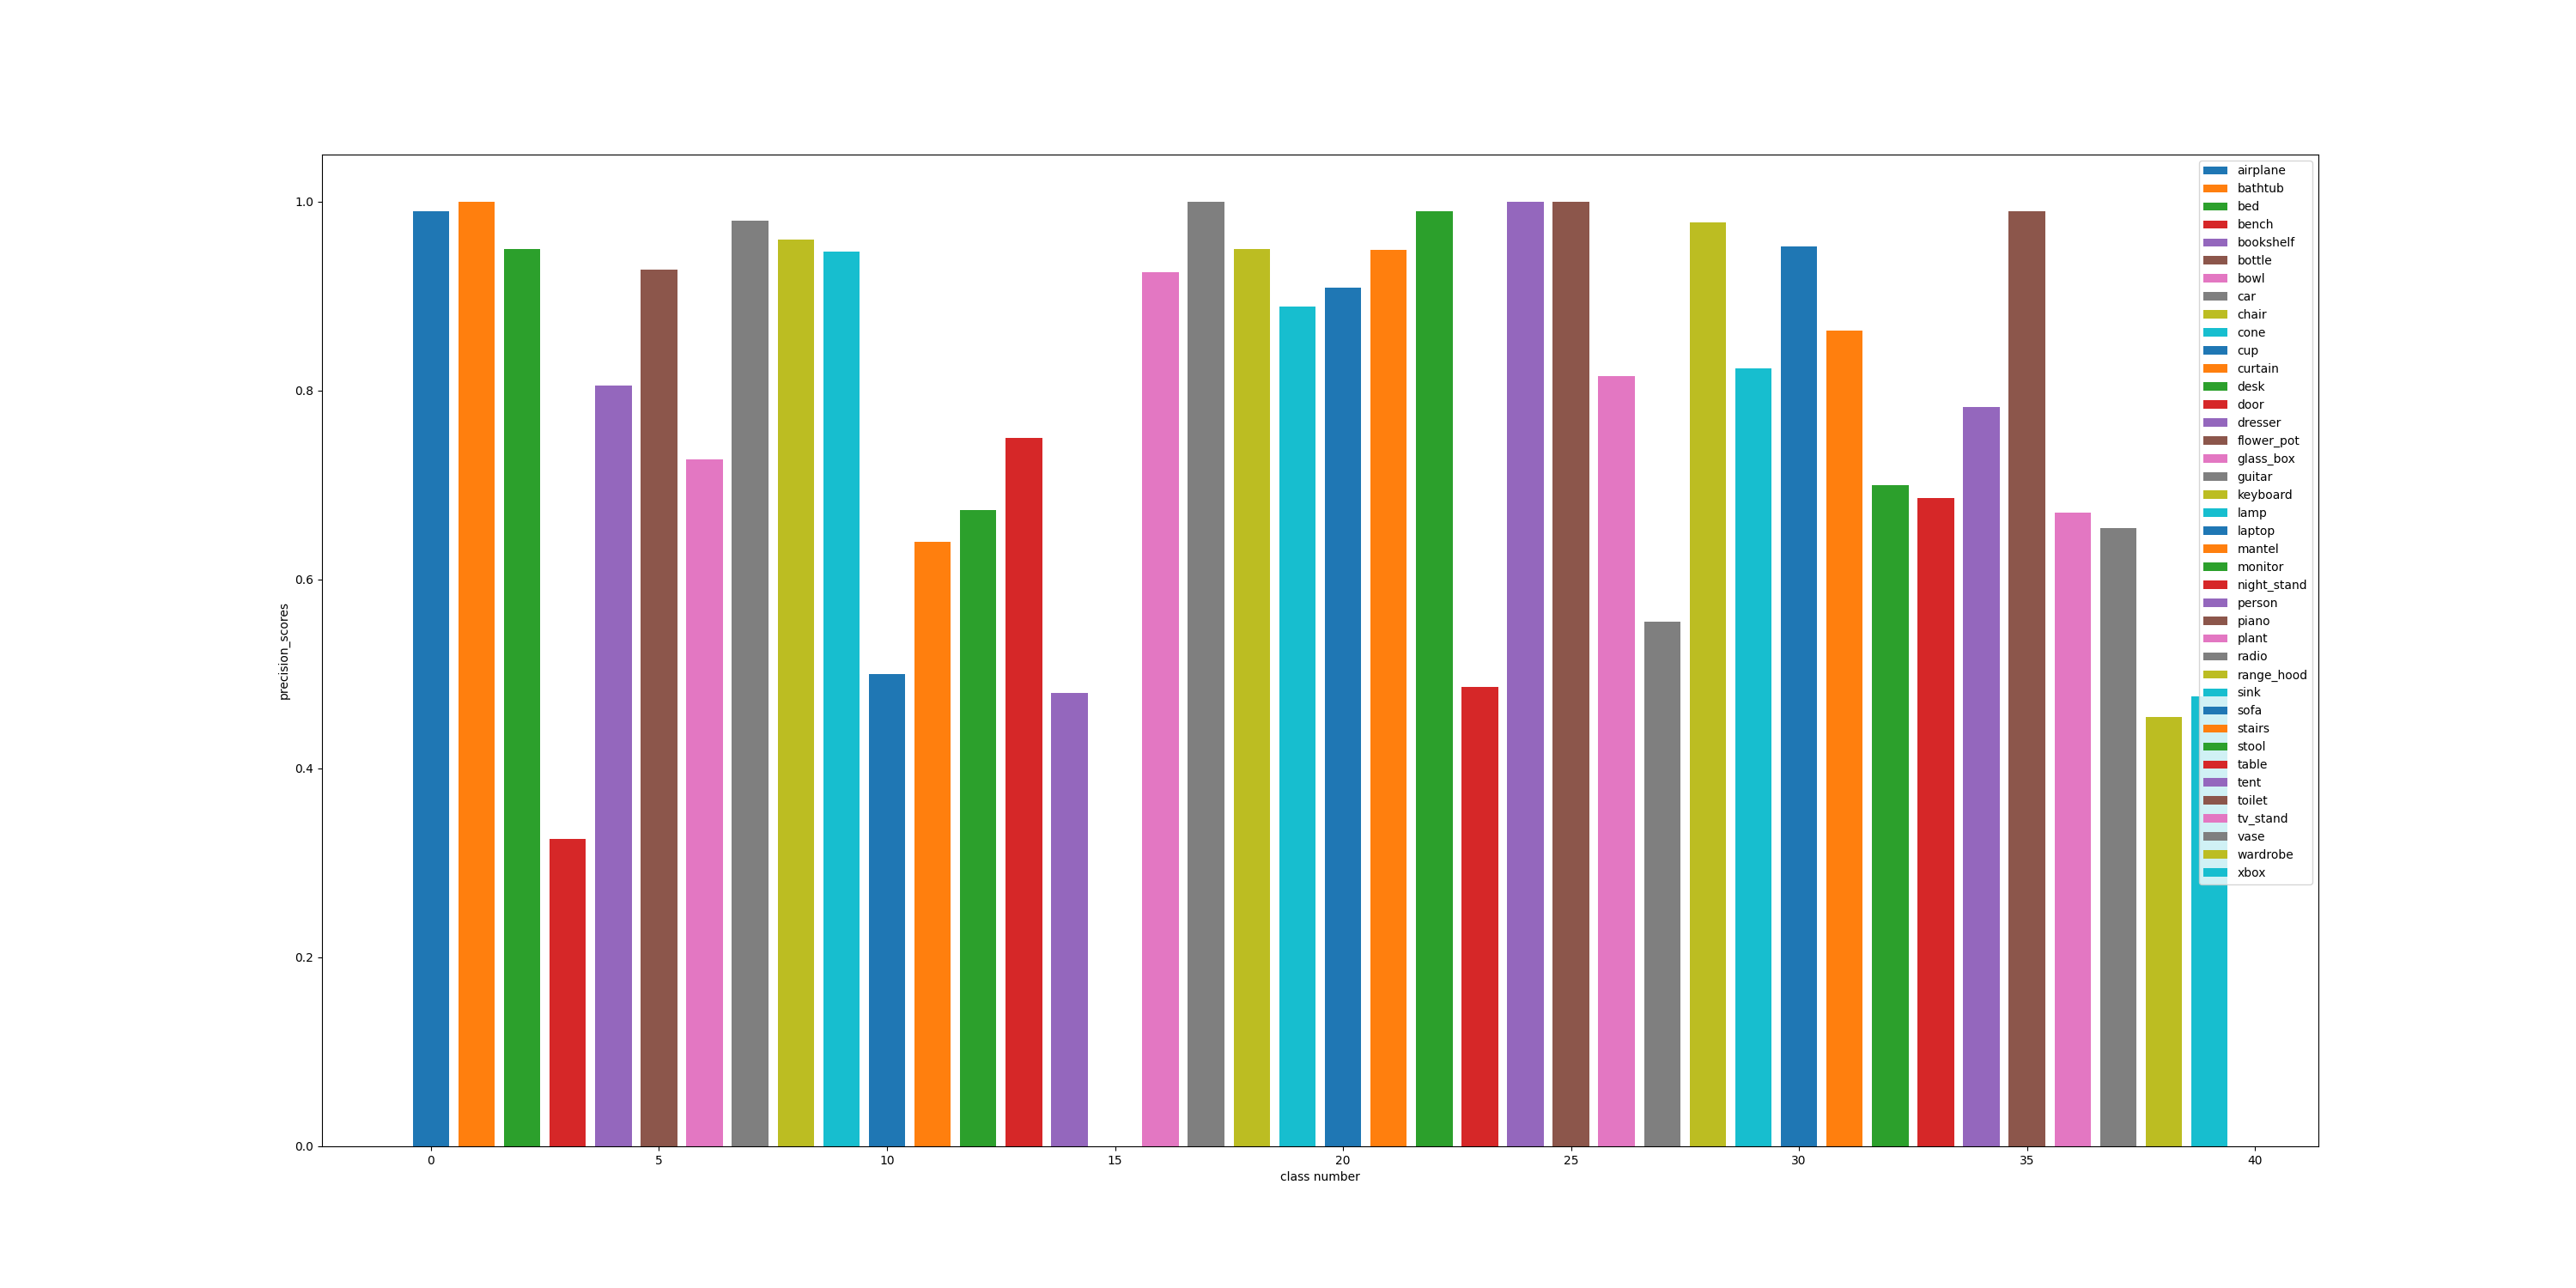 1.0
0.8
0.6
0.4
0.2
0.0
precision_scores
0 5 10 15 20 25 30 35 40
class number
airplane
bathtub
bed
bench
bookshelf
bottle
bowl
car
chair
cone
cup
curtain
desk
door
dresser
flower_pot
glass_box
guitar
keyboard
lamp
laptop
mantel
monitor
night_stand
person
piano
plant
radio
range_hood
sink
sofa
stairs
stool
table
tent
toilet
tv_stand
vase
wardrobe
xbox